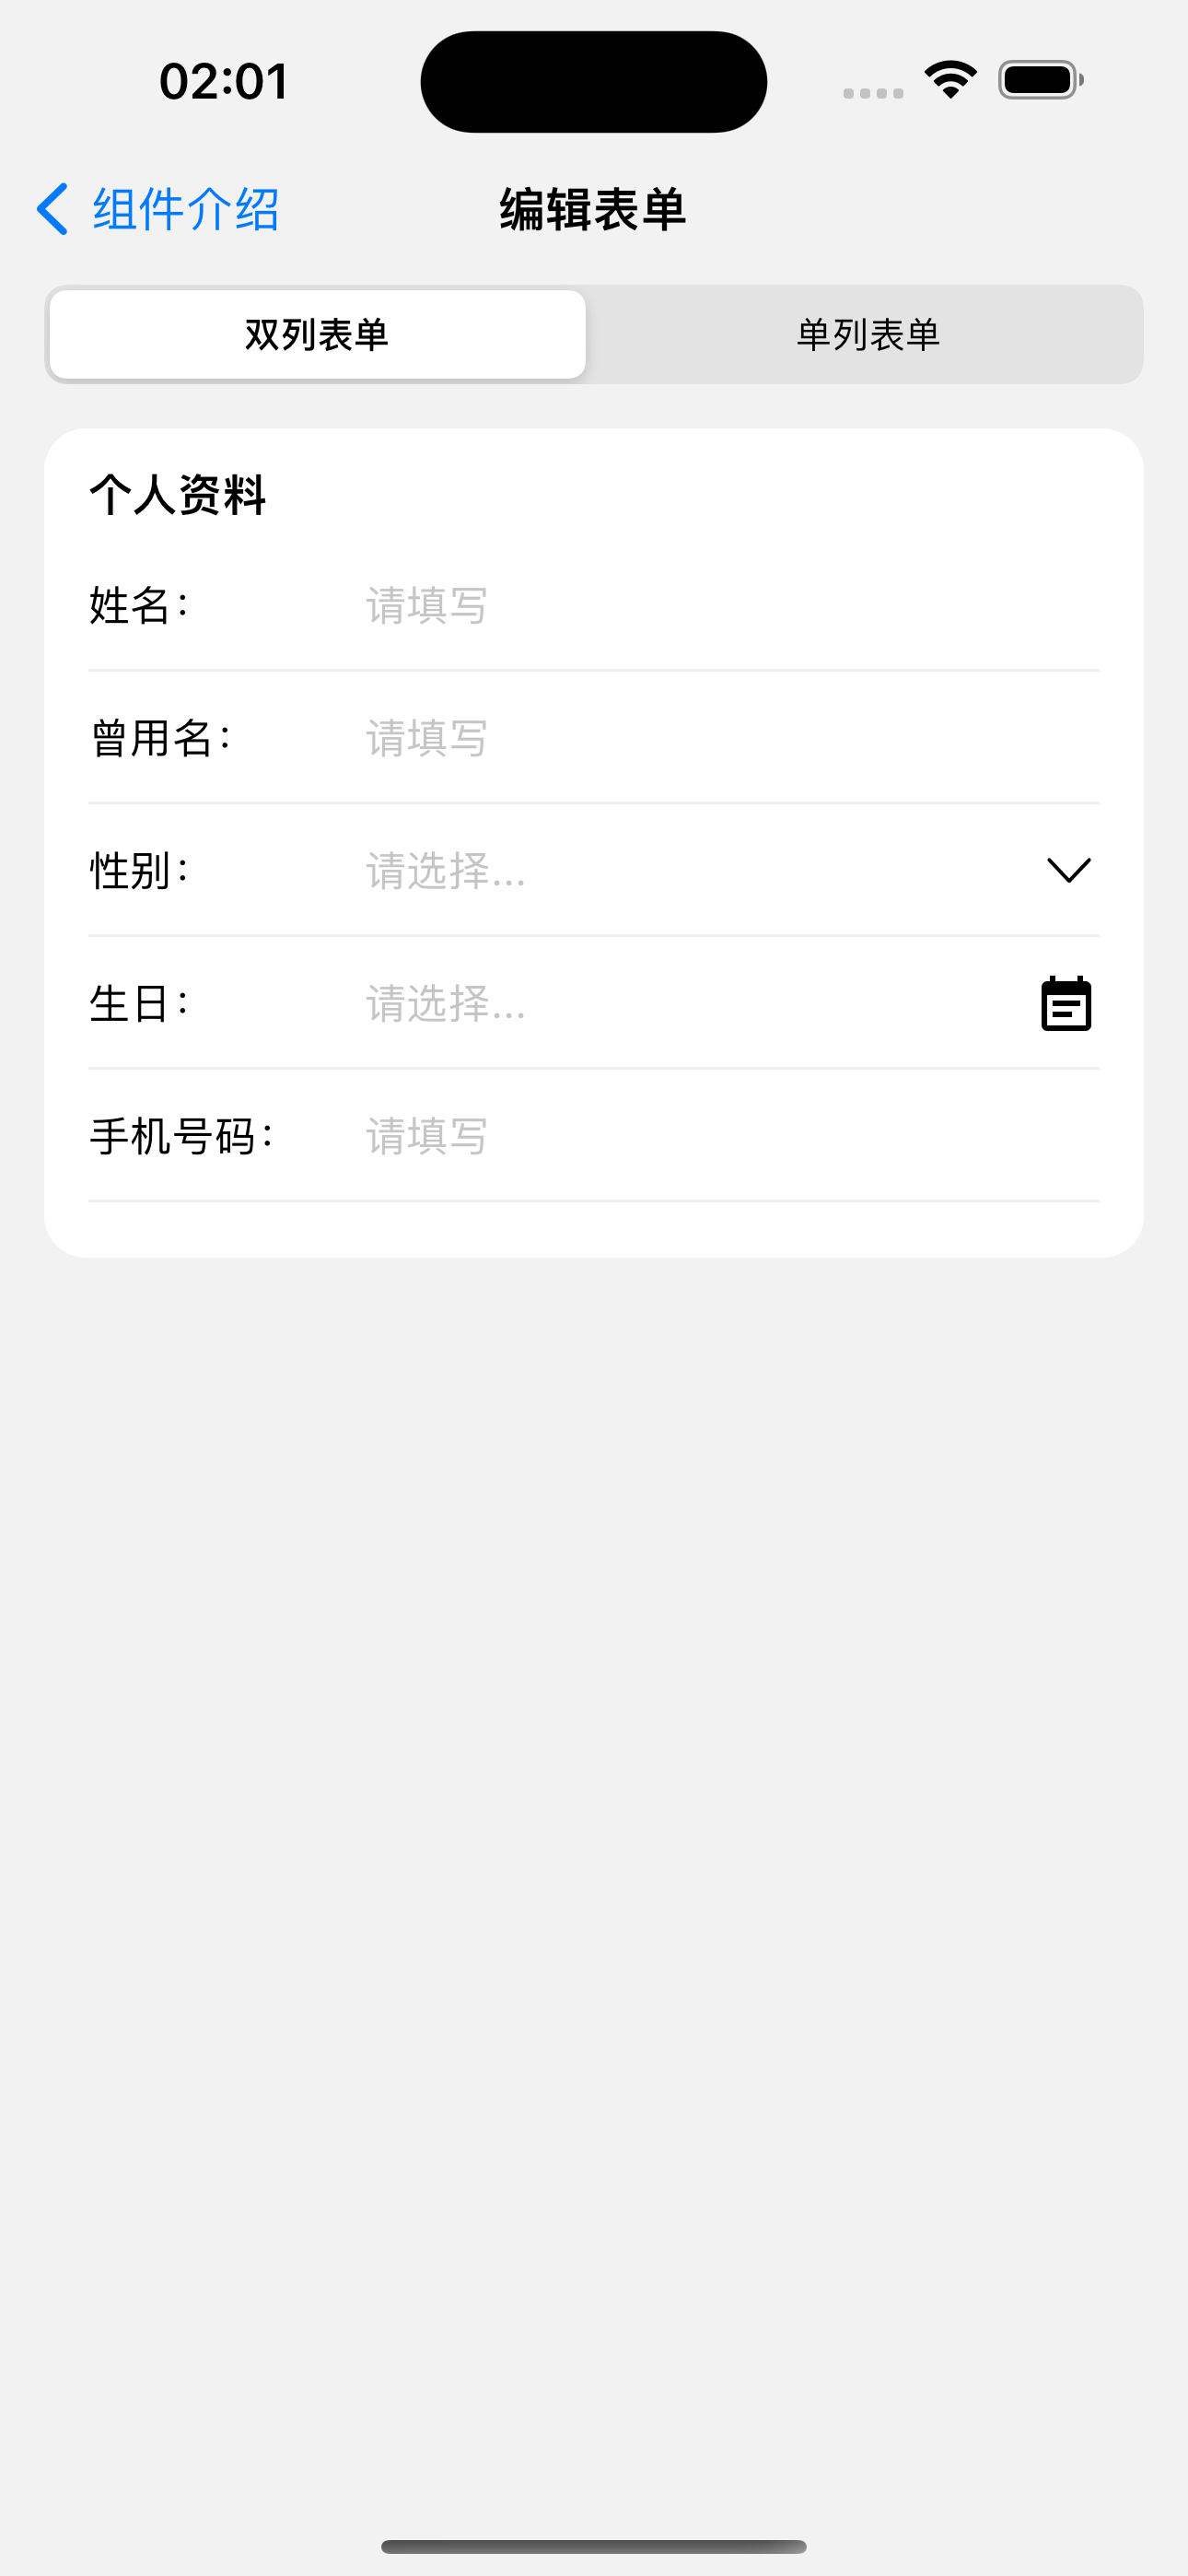 02:01
组件介绍
编辑表单
双列表单
单列表单
个人资料
姓名：
请填写
曾用名：
请填写
性别：
请选择...
生日：
请选择...
手机号码：
请填写